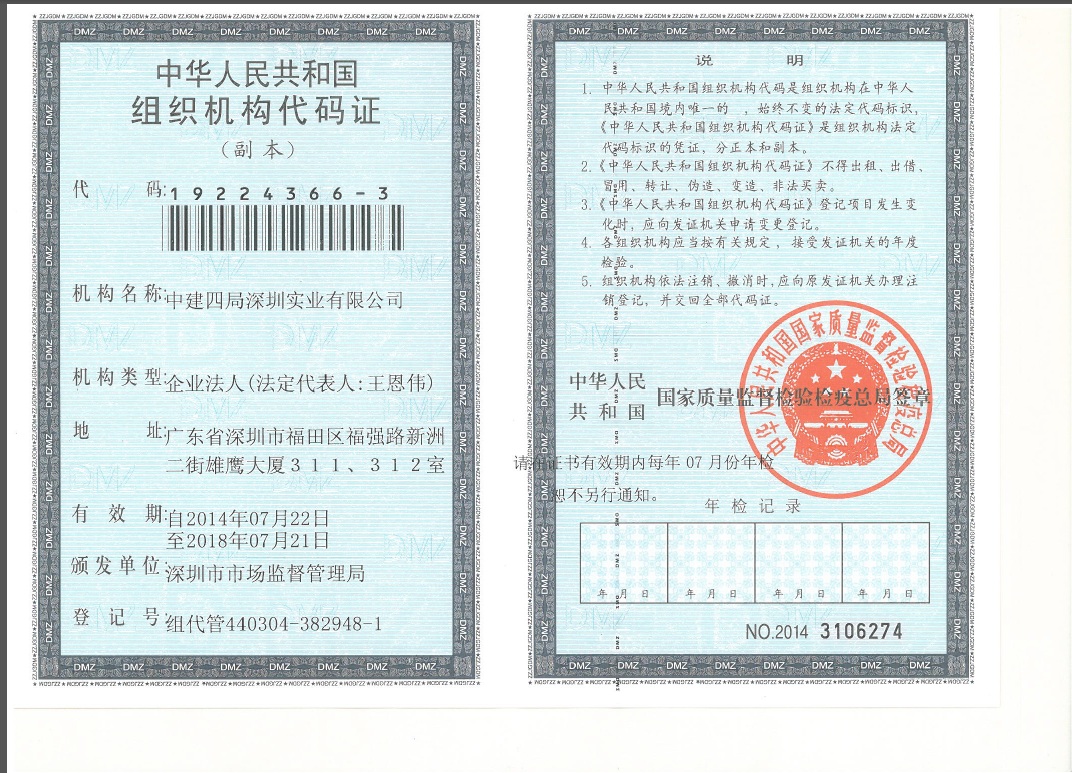 中华人民共和国
组织机构代码证
（副本）
代 码:19224366-3
机构名称:中建四局深圳实业有限公司
机构类型:企业法人(法定代表人:王恩伟)
地 址:广东省深圳市福田区福强路新洲
二街雄鹰大厦311、312室
有 效 期:自2014年07月22日
至2018年07月21日
颁发单位:深圳市市场监督管理局
登 记 号:组代管440304-382948-1
说 明
1. 中华人民共和国组织机构代码是组织机构在中华人
民共和国境内唯一的 , 始终不变的法定代码标识，
《中华人民共和国组织机构代码证》是组织机构法定
代码标识的凭证、分正本和副本。
2.《中华人民共和国组织机构代码证》不得出租、出借、
冒用、转让、伪造、变造、非法买卖。
3.《中华人民共和国组织机构代码证》登记项目发生变
化时，应向发证机关申请变更登记。
4. 各组织机构应当按有关规定，接受发证机关的年度
检验。
5. 组织机构依法注销、撤消时,应向原发证机关办理注
销登记，并交回全部代码证。
中华人民共和国国家质量监督检验检疫总局
中华人民
共和国
国家质量监督检验检疫总局签章
请在证书有效期内每年07月份年检
恕不另行通知。
年检记录
年 月 日 年 月 日 年 月 日 年 月 日
NO.2014 3106274